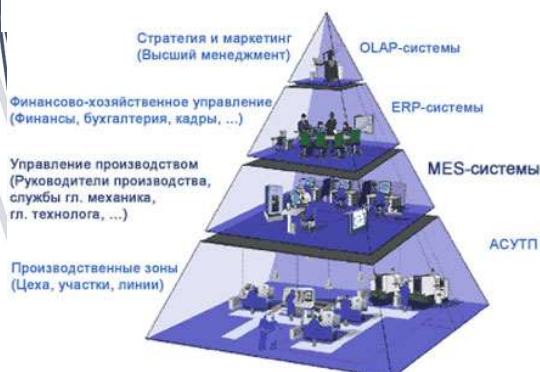 Стратегия и маркетинг
(Высший менеджмент)
OLAP-системы
Финансово-хозяйственное управление
(Финансы, бухгалтерия, кадры, ...)
ERP-системы
Управление производством
(Руководители производства,
службы гл. механика,
гл. технолога, ...)
MES-системы
АСУТП
Производственные зоны
(Цеха, участки, линии)